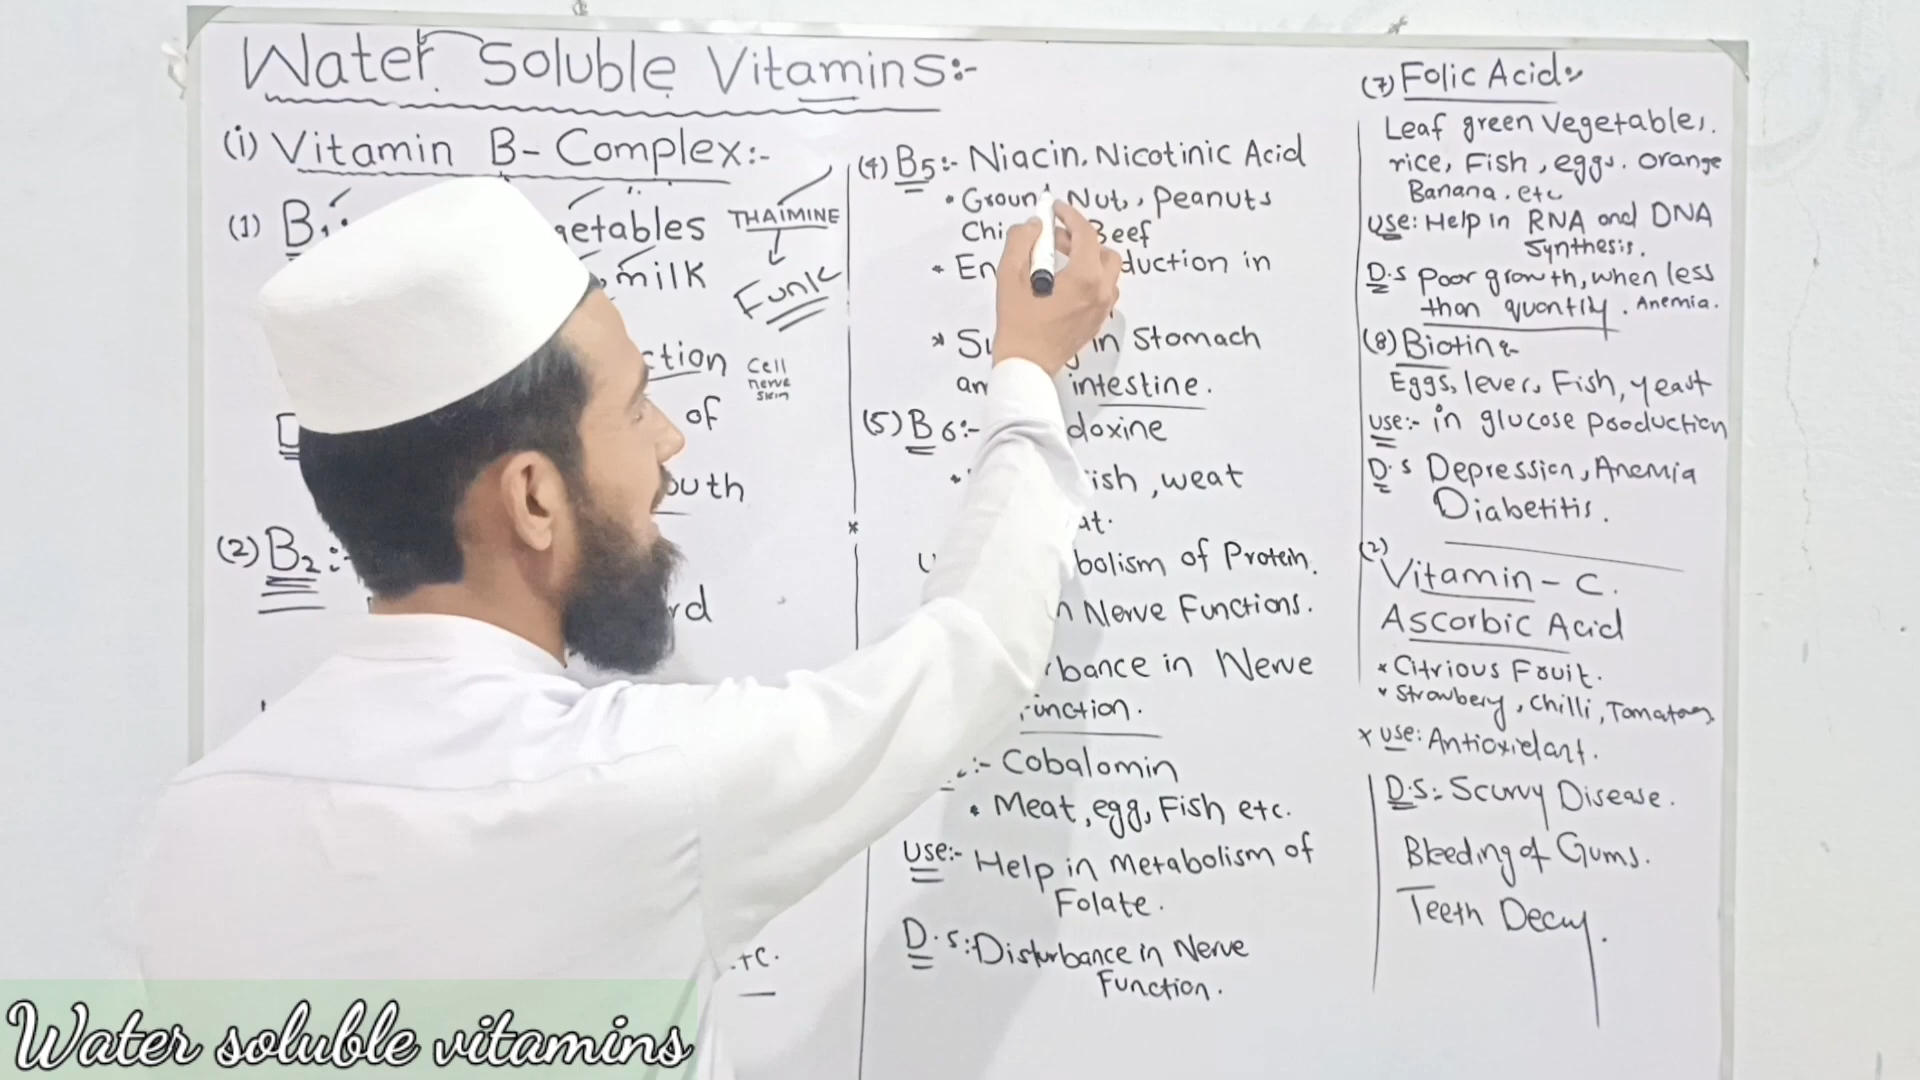 Water Soluble Vitamins:-
(i) Vitamin B-Complex:-
(1) B1:
getables
THAIMINE
milk
Funk
ction
Cell
nerve
skin
of
outh
(2) B2:-
rd
etc.
(4) B5:- Niacin. Nicotinic Acid
Nut, Peanuts
Beef
duction in
in Stomach
intestine.
(5) B6:- doxine
ish, weat
at.
bolism of Protein.
n Nerve Functions.
rbance in Nerve
Function.
:- Cobalomin
Meat, egg, Fish etc.
Use:- Help in Metabolism of
Folate.
D.S:- Disturbance in Nerve
Function.
(7) Folic Acid:-
Leaf green Vegetables.
rice, Fish, eggs. orange
Banana. etc
Use: Help in RNA and DNA
Synthesis.
D.S Poor growth, when less
than quontity. Anemia.
(8) Biotin:-
Eggs, lever, Fish, yeast
use:- in glucose Production
D.S Depression, Anemia
Diabetitis.
(2)
Vitamin - C.
Ascorbic Acid
* Citrious Fruit.
* Strawbery, chilli, Tomatoes
* use: Antioxidant.
D.S: Scurvy Disease.
Bleeding of Gums.
Teeth Decay.
Water soluble vitamins